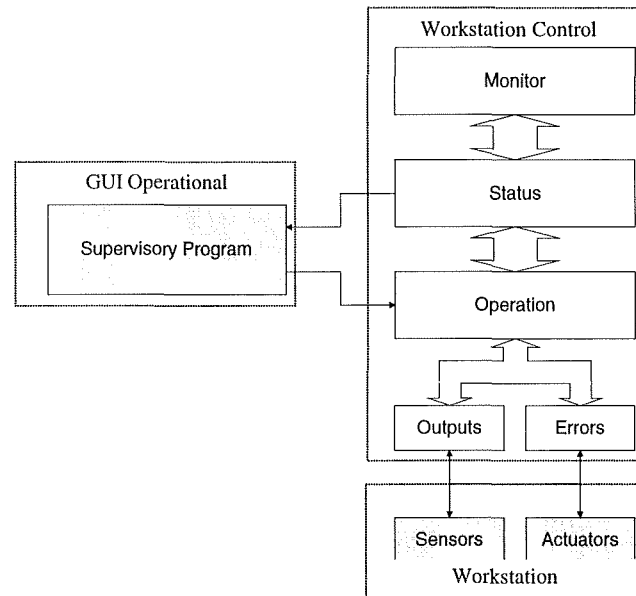 Workstation Control
Monitor
GUI Operational
Status
Supervisory Program
Operation
Outputs
Errors
Sensors
Actuators
Workstation